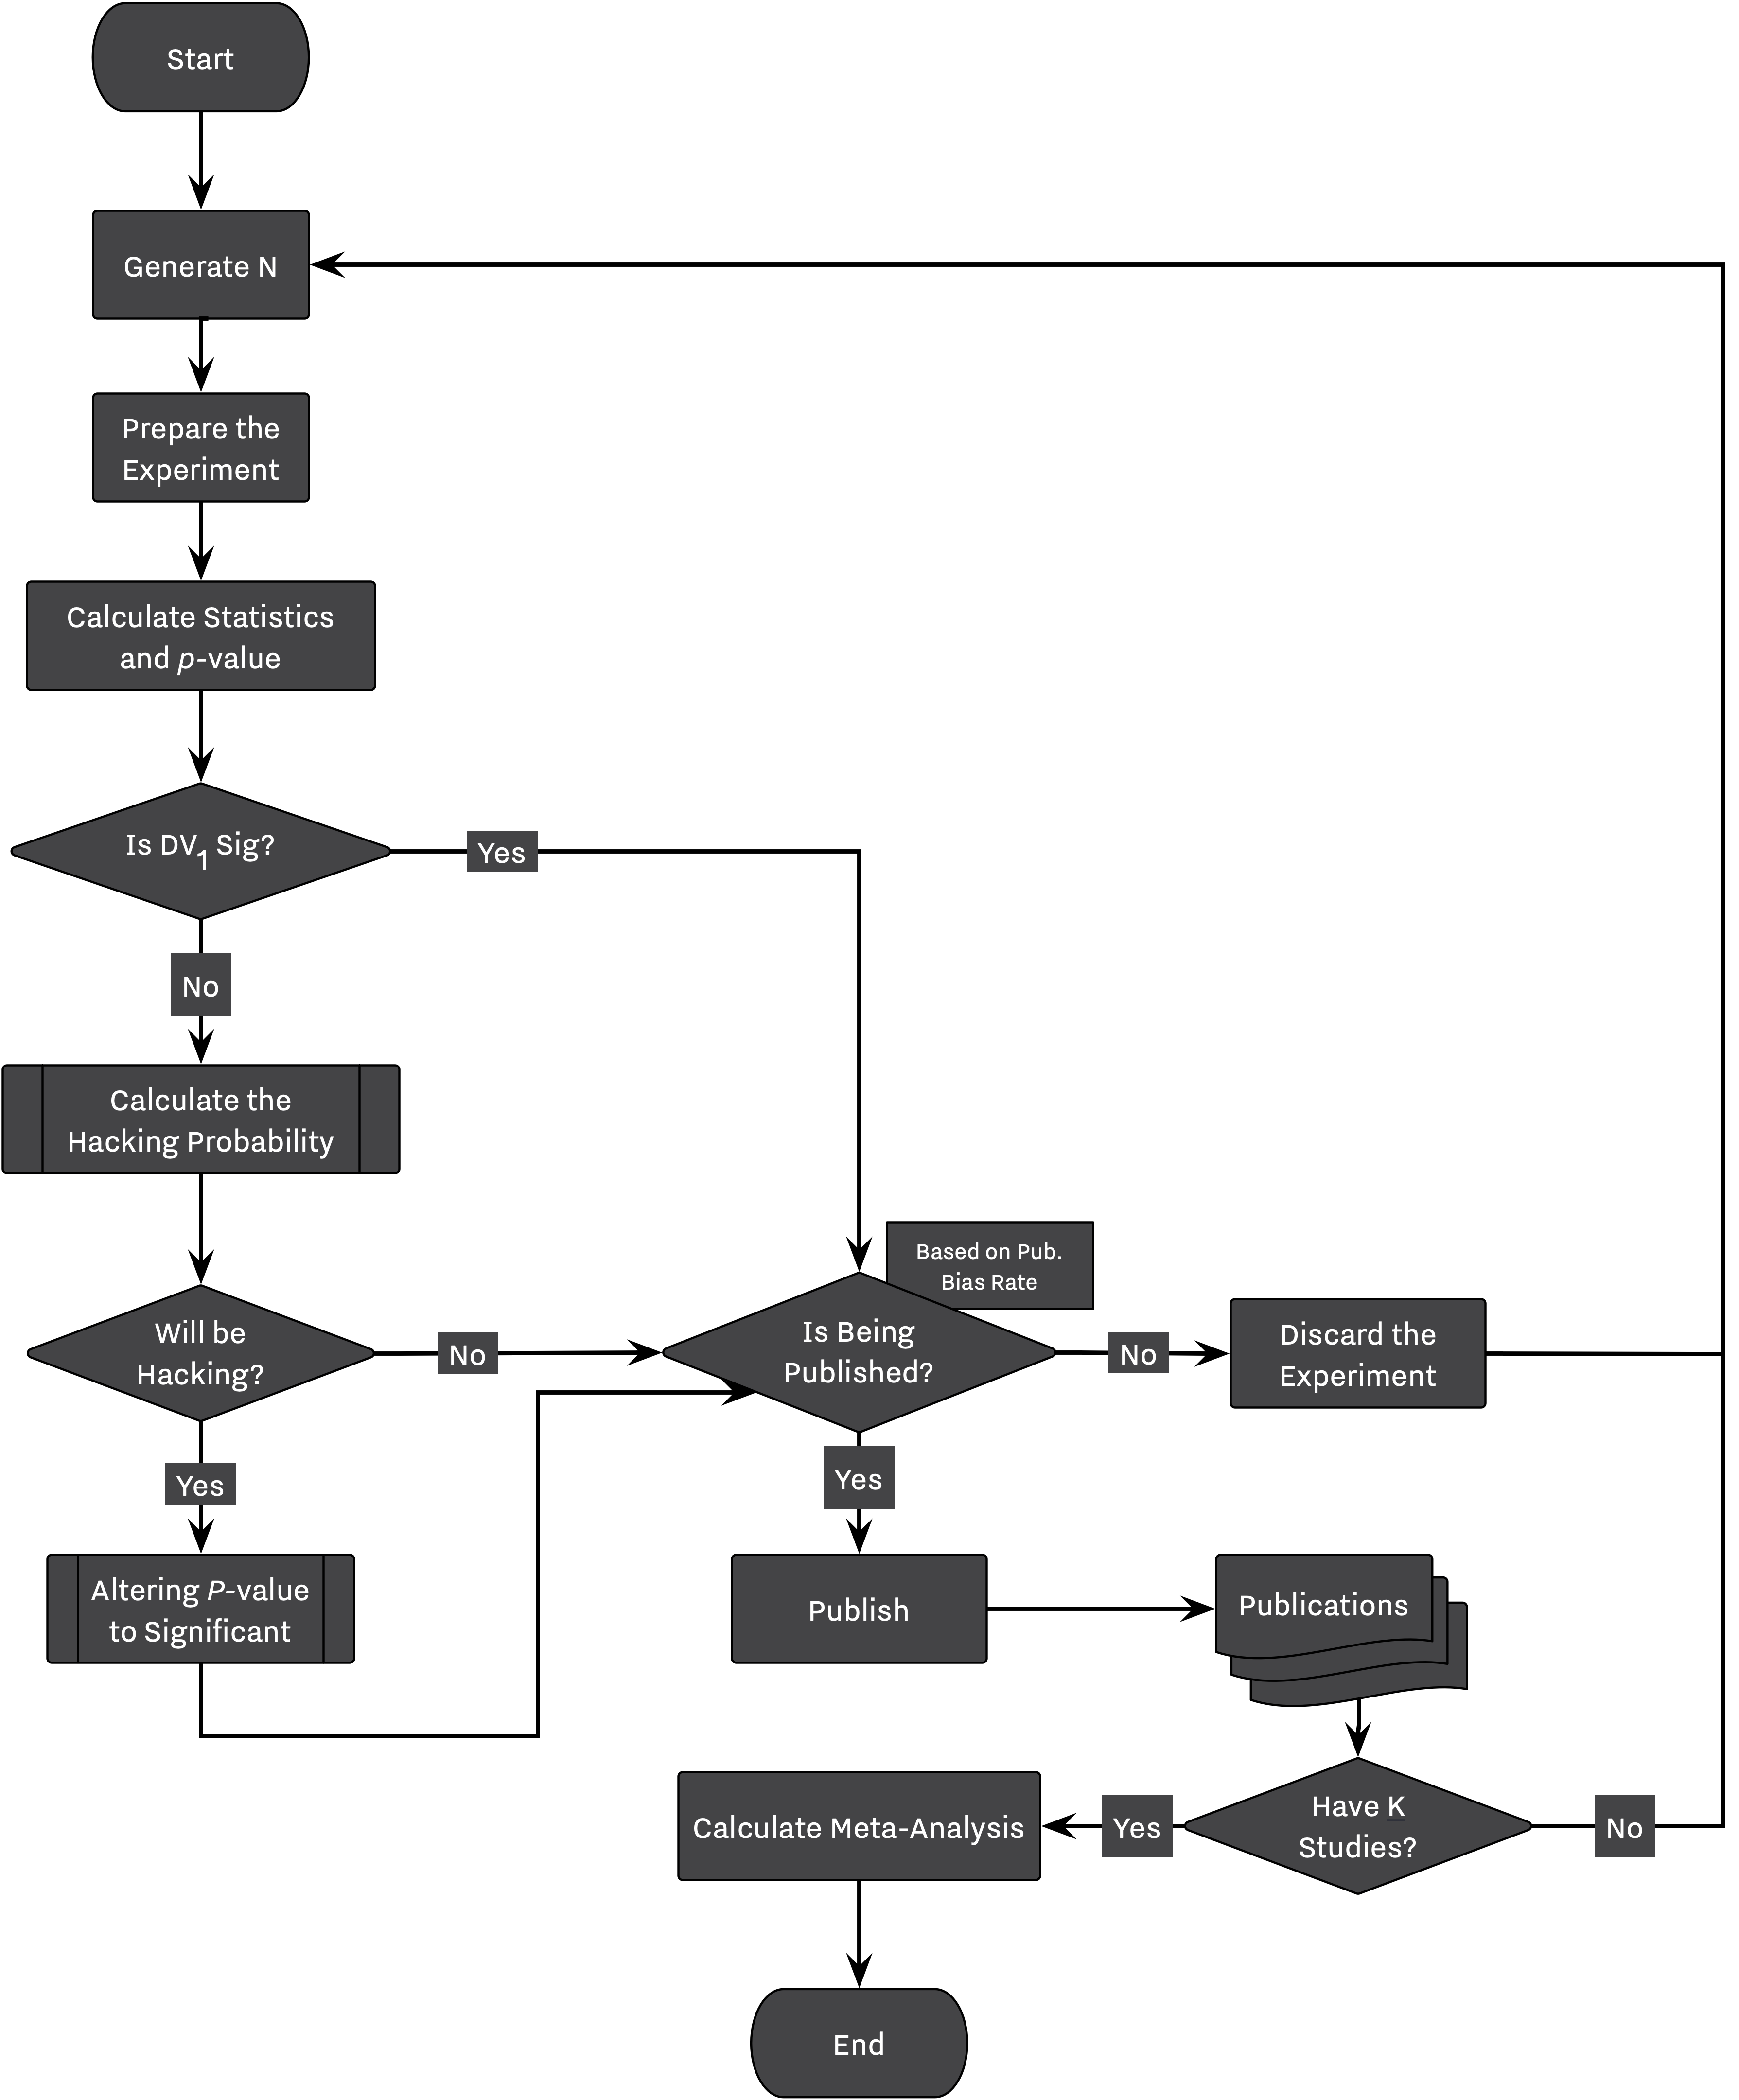 Start
Generate N
Prepare the
Experiment
Calculate Statistics
and p-value
Is DV1 Sig?
Yes
No
Calculate the
Hacking Probability
Will be
Hacking?
No
Yes
Altering P-value
to Significant
Based on Pub.
Bias Rate
Is Being
Published?
No
Discard the
Experiment
Yes
Publish
Publications
Have K
Studies?
No
Yes
Calculate Meta-Analysis
End